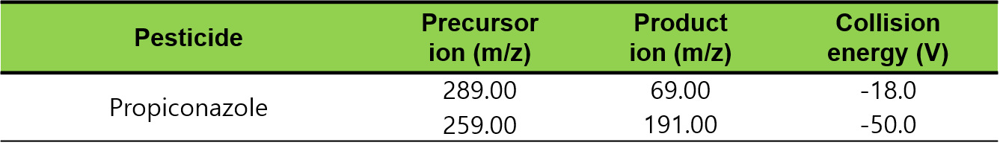 Pesticide Precursor ion (m/z) Product ion (m/z) Collision energy (V)
Propiconazole 289.00 69.00 -18.0
259.00 191.00 -50.0